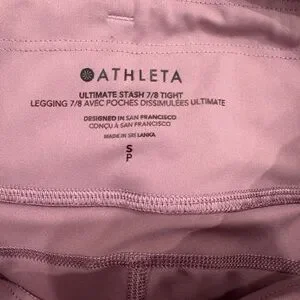 ATHLETA
ULTIMATE STASH 7/8 TIGHT
LEGGING 7/8 AVEC POCHES DISSIMULÉES ULTIMATE
DESIGNED IN SAN FRANCISCO
CONÇU À SAN FRANCISCO
MADE IN SRI LANKA
S
P